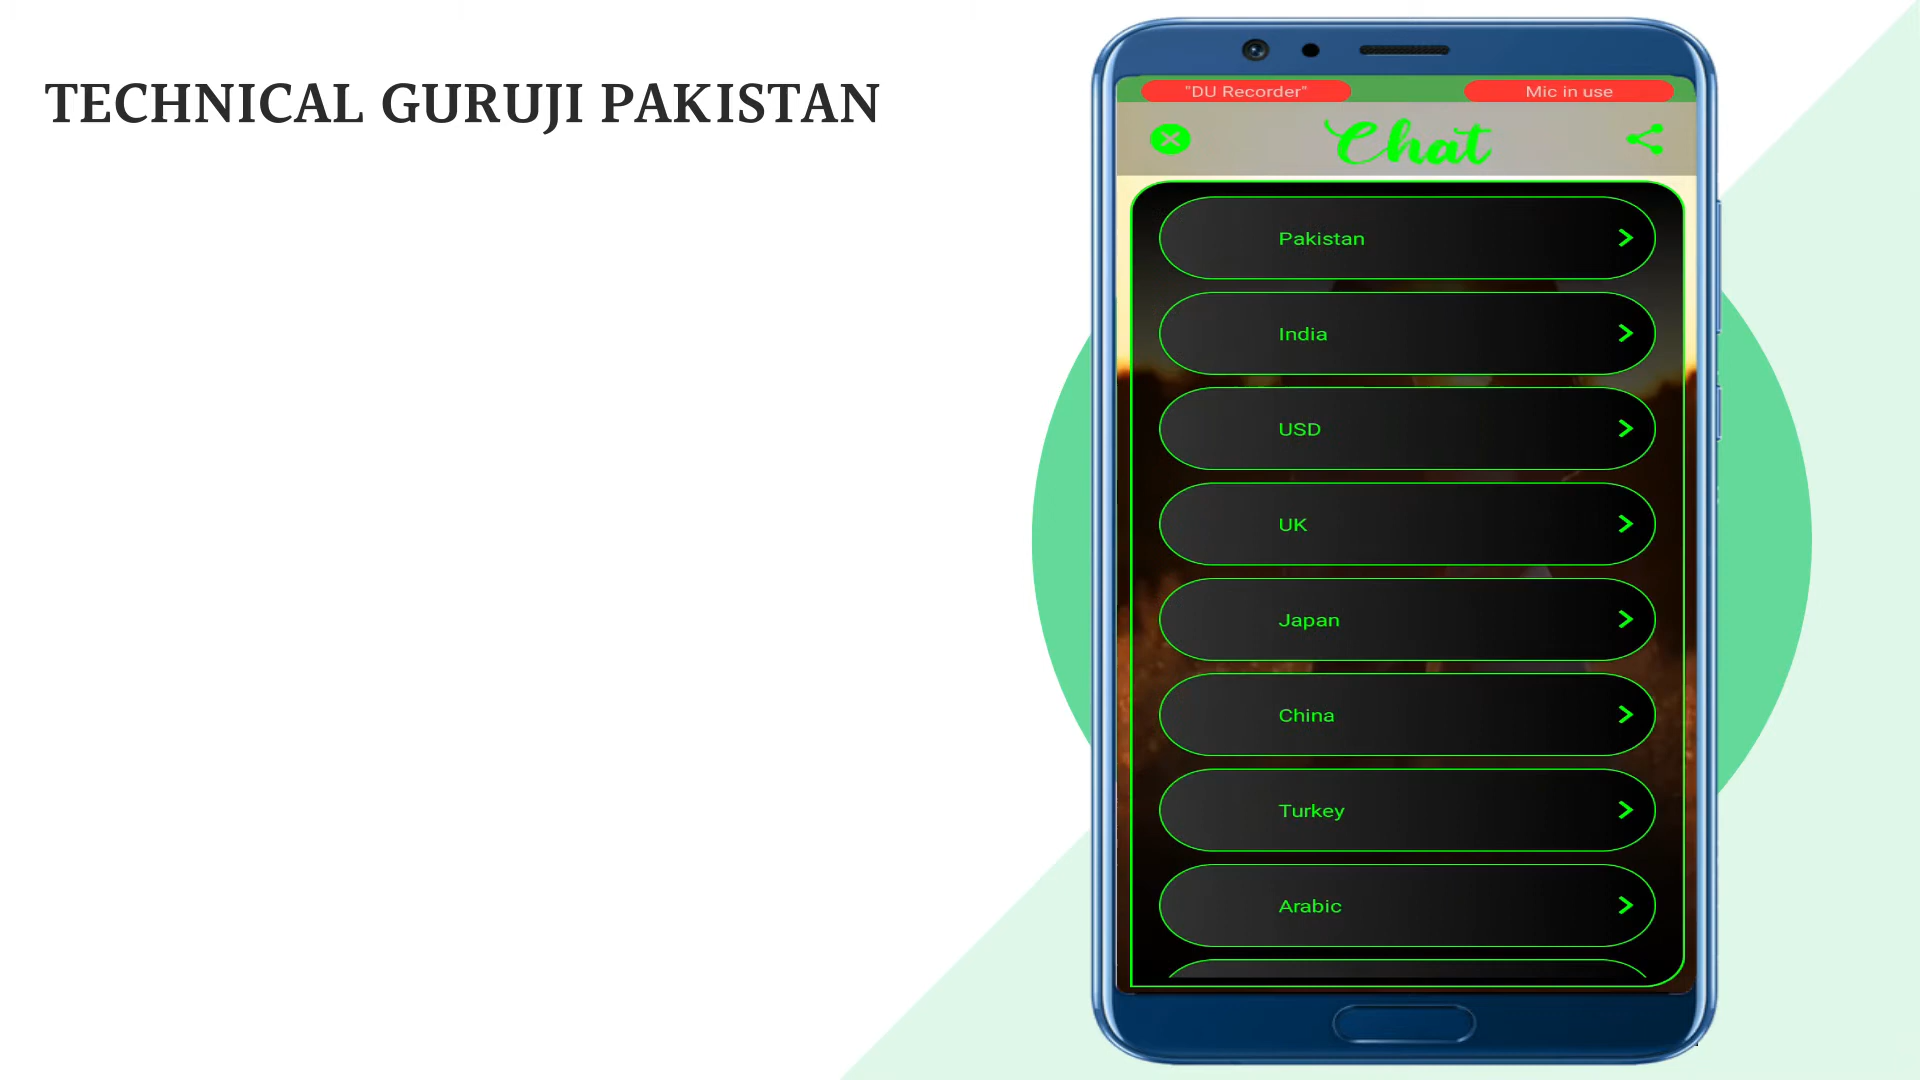 TECHNICAL GURUJI PAKISTAN
"DU Recorder"
Mic in use
Chat
Pakistan
India
USD
UK
Japan
China
Turkey
Arabic